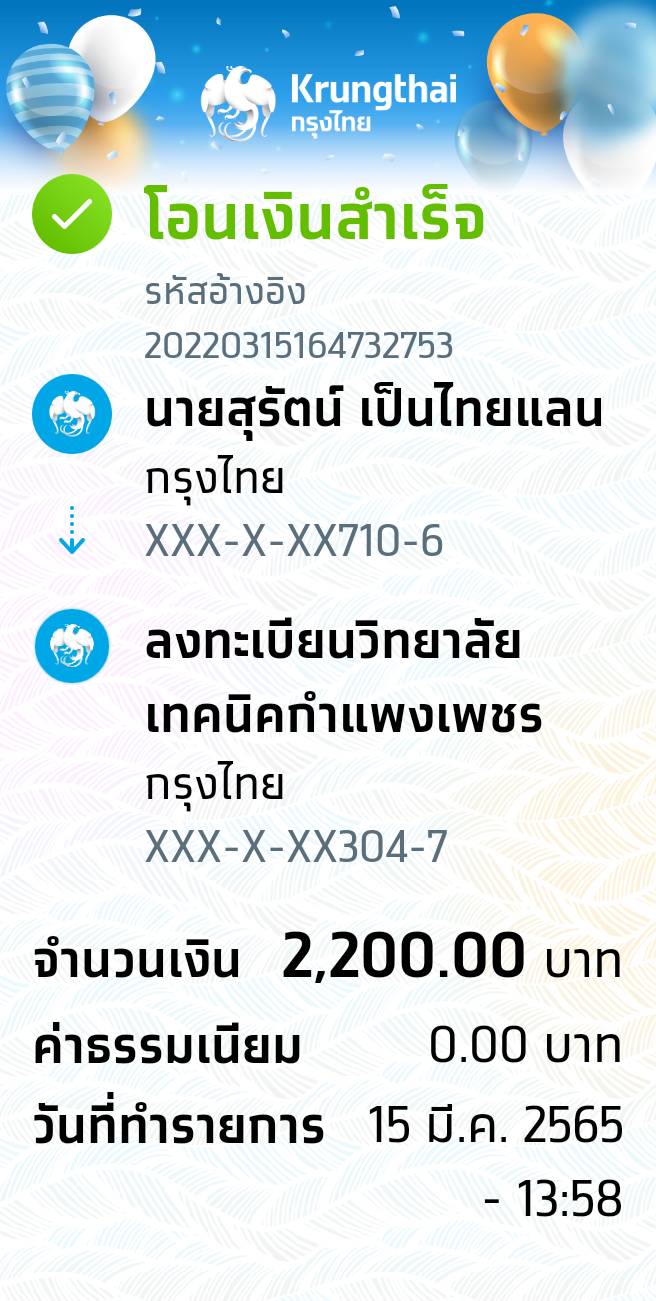 Krungthai
กรุงไทย
โอนเงินสำเร็จ
รหัสอ้างอิง
20220315164732753
นายสุรัตน์ เป็นไทยแลน
กรุงไทย
XXX-X-XX710-6
ลงทะเบียนวิทยาลัย
เทคนิคกำแพงเพชร
กรุงไทย
XXX-X-XX304-7
จำนวนเงิน 2,200.00 บาท
ค่าธรรมเนียม 0.00 บาท
วันที่ทำรายการ 15 มี.ค. 2565
- 13:58